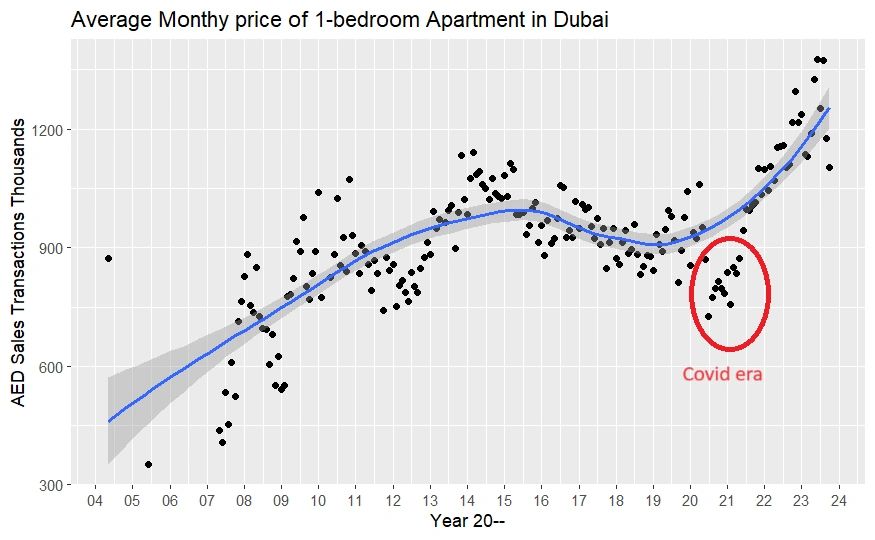 Average Monthy price of 1-bedroom Apartment in Dubai
AED Sales Transactions Thousands
1200
900
600
300
Covid era
04 05 06 07 08 09 10 11 12 13 14 15 16 17 18 19 20 21 22 23 24
Year 20--